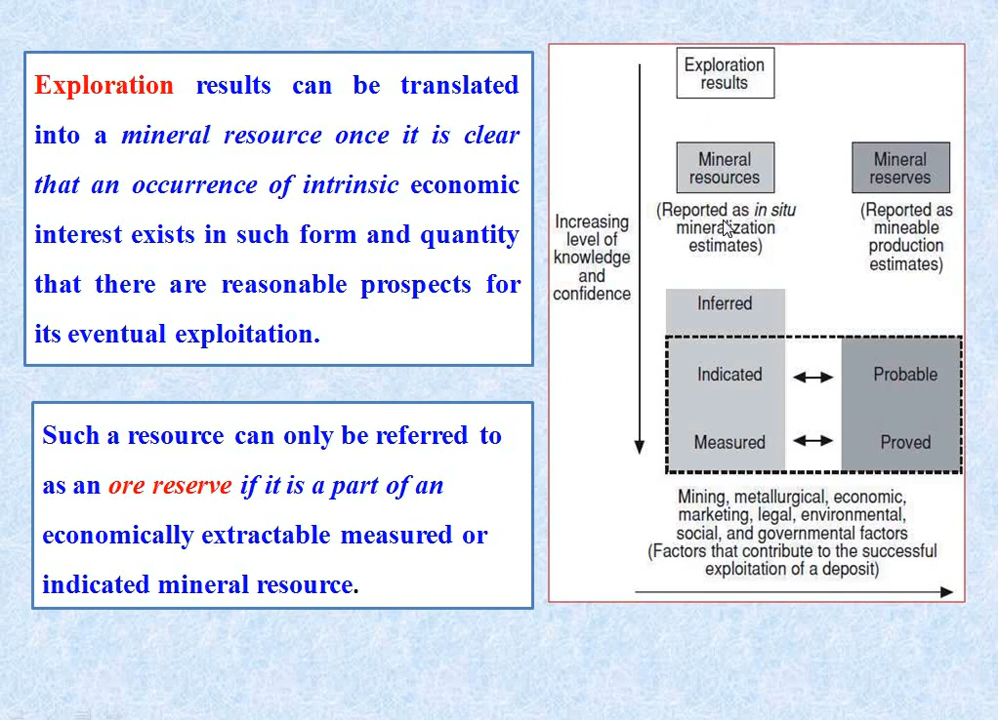 Exploration results can be translated
into a mineral resource once it is clear
that an occurrence of intrinsic economic
interest exists in such form and quantity
that there are reasonable prospects for
its eventual exploitation.
Such a resource can only be referred to
as an ore reserve if it is a part of an
economically extractable measured or
indicated mineral resource.
Exploration
results
Mineral
resources
Mineral
reserves
(Reported as in situ
mineralization
estimates)
(Reported as
mineable
production
estimates)
Increasing
level of
knowledge
and
confidence
Inferred
Indicated
Probable
Measured
Proved
Mining, metallurgical, economic,
marketing, legal, environmental,
social, and governmental factors
(Factors that contribute to the successful
exploitation of a deposit)